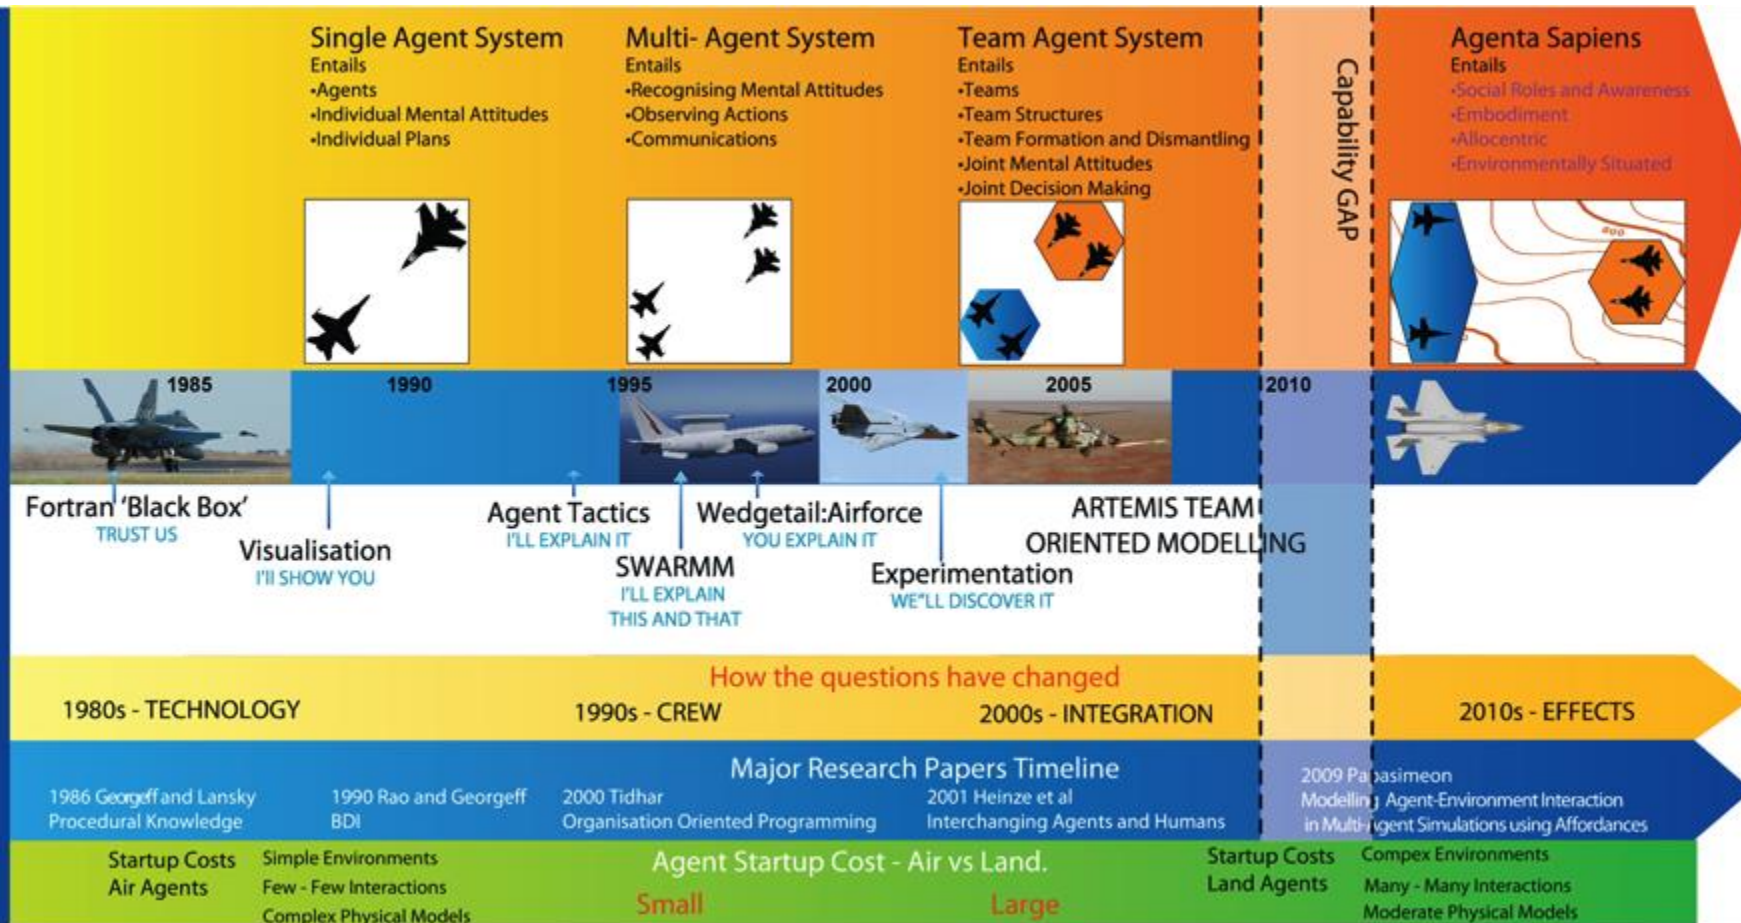 Single Agent System
Entails
•Agents
•Individual Mental Attitudes
•Individual Plans
Multi- Agent System
Entails
•Recognising Mental Attitudes
•Observing Actions
•Communications
Team Agent System
Entails
•Teams
•Team Structures
•Team Formation and Dismantling
•Joint Mental Attitudes
•Joint Decision Making
Capability GAP
Agenta Sapiens
Entails
•Social Roles and Awareness
•Embodiment
•Allocentric
•Environmentally Situated
800
1985
1990
1995
2000
2005
2010
Fortran 'Black Box'
TRUST US
Visualisation
I'll SHOW YOU
Agent Tactics
I'LL EXPLAIN IT
SWARMM
I'LL EXPLAIN
THIS AND THAT
Wedgetail:Airforce
YOU EXPLAIN IT
Experimentation
WE"LL DISCOVER IT
ARTEMIS TEAM
ORIENTED MODELLING
How the questions have changed
1980s - TECHNOLOGY
1990s - CREW
2000s - INTEGRATION
2010s - EFFECTS
Major Research Papers Timeline
1986 Georgeff and Lansky
Procedural Knowledge
1990 Rao and Georgeff
BDI
2000 Tidhar
Organisation Oriented Programming
2001 Heinze et al
Interchanging Agents and Humans
2009 Papasimeon
Modelling Agent-Environment Interaction
in Multi-Agent Simulations using Affordances
Agent Startup Cost - Air vs Land.
Startup Costs
Air Agents
Simple Environments
Few - Few Interactions
Complex Physical Models
Small
Large
Startup Costs
Land Agents
Compex Environments
Many - Many Interactions
Moderate Physical Models